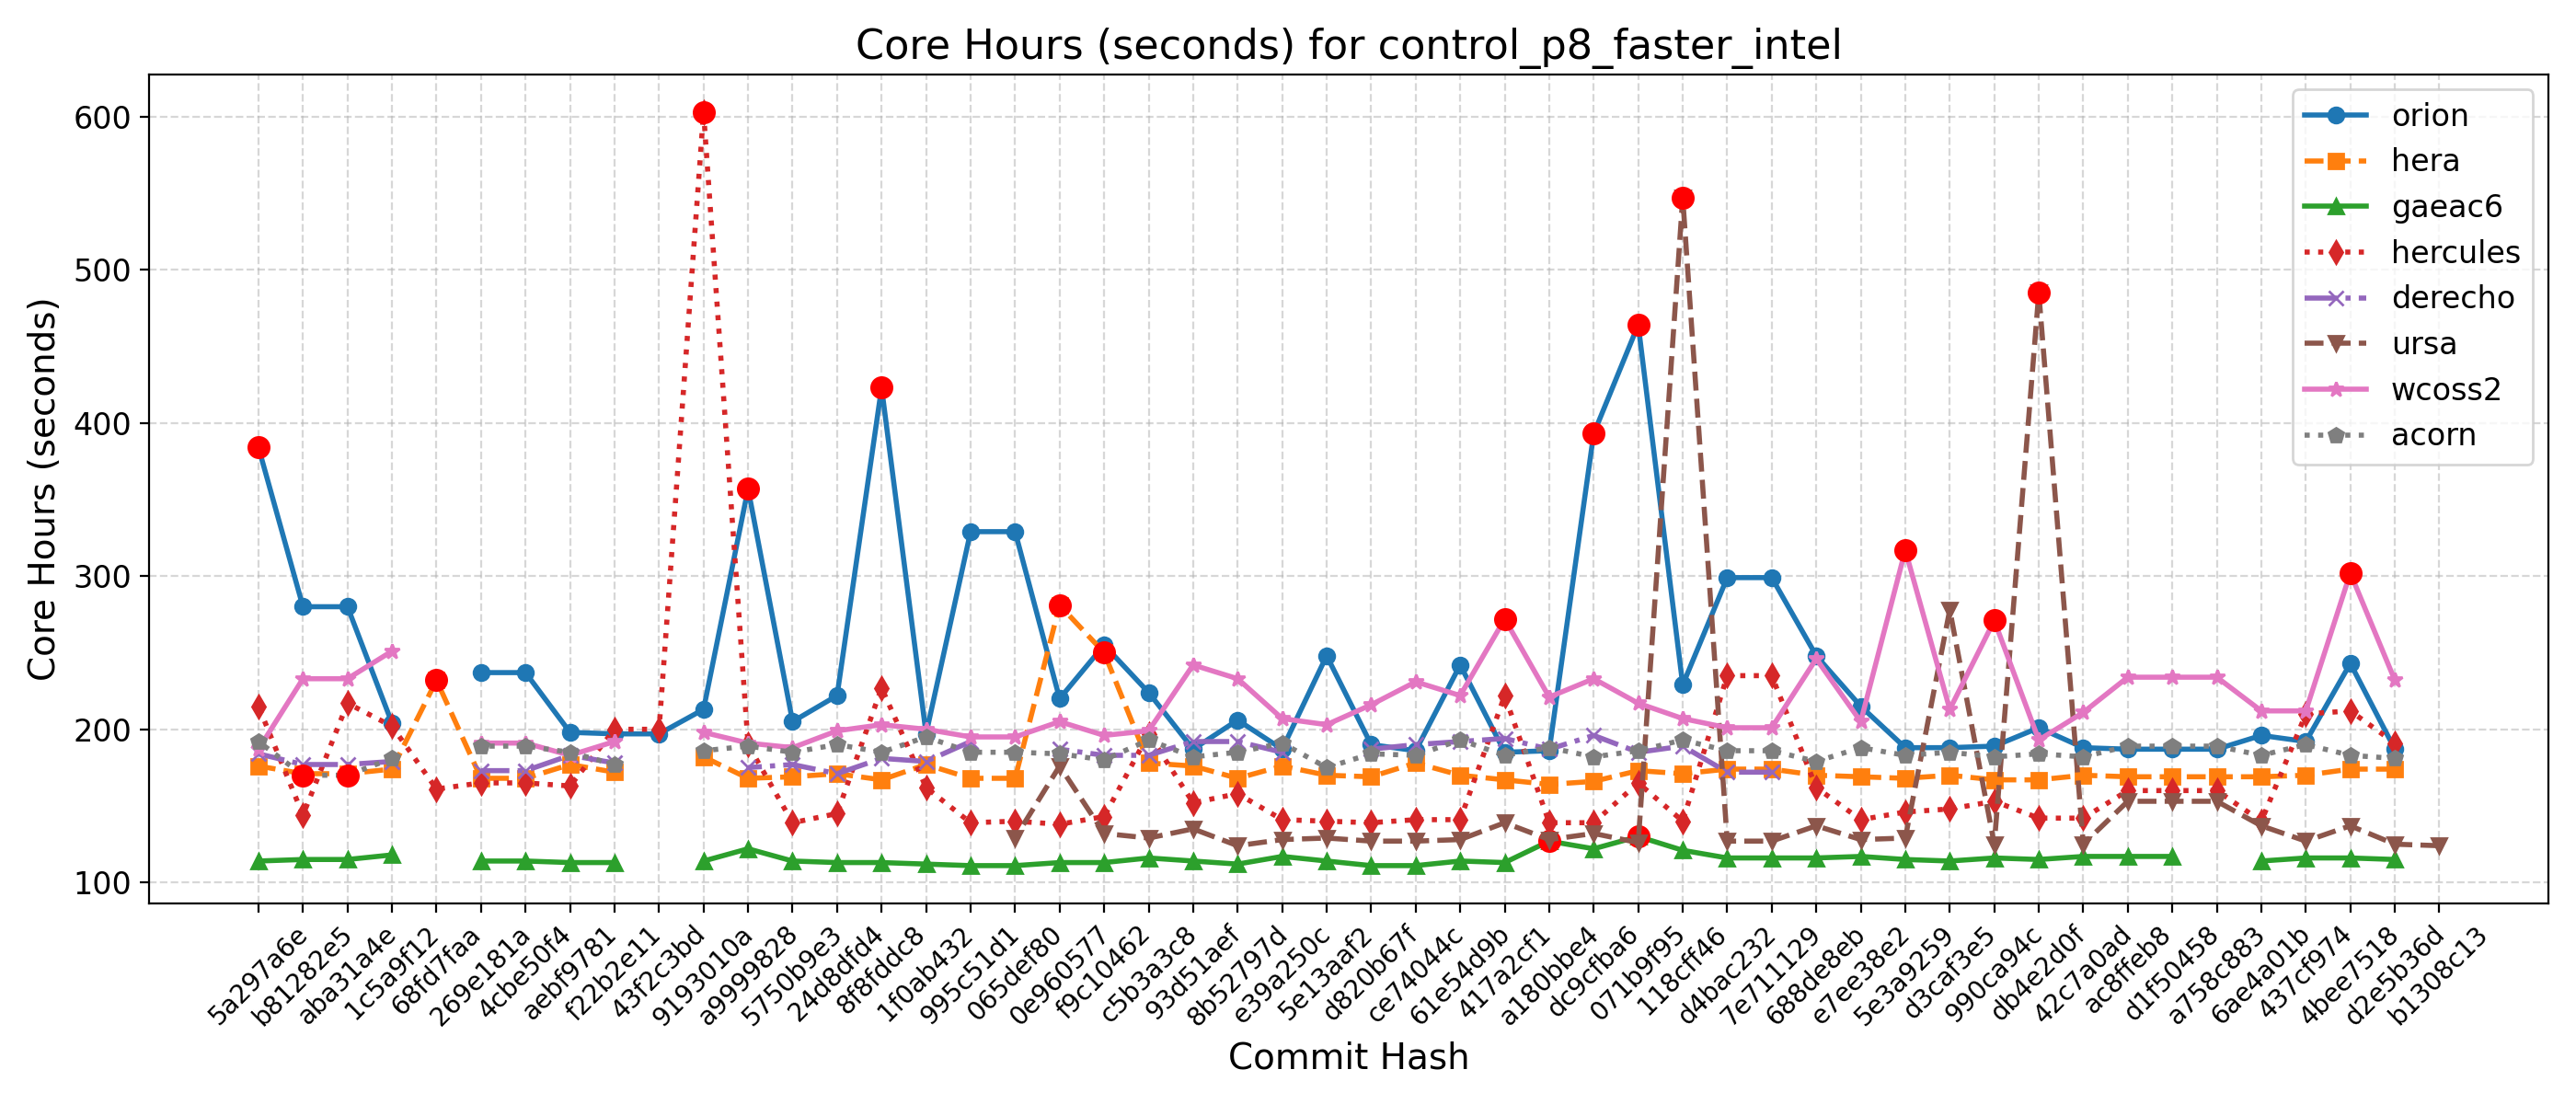 Core Hours (seconds) for control_p8_faster_intel
Core Hours (seconds)
600
500
400
300
200
100
orion
hera
gaeac6
hercules
derecho
ursa
wcoss2
acorn
5a297a6e
b81282e5
aba31a4e
1c5a9f12
68fd7faa
269e181a
4cbe50f4
aebf9781
f22b2e11
43f2c3bd
9193010a
a9999828
5750b9e3
24d8dfd4
8f8fddc8
1f0ab432
995c51d1
065def80
0e960577
f9c10462
c5b3a3c8
93d51aef
8b52797d
e39a250c
5e13aaf2
d820b67f
ce74044c
61e54d9b
417a2cf1
a180bbe4
dc9cfba6
071b9f95
118cff46
d4bac232
7e711129
688de8eb
e7ee38e2
5e3a9259
d3caf3e5
990ca94c
db4e2d0f
42c7a0ad
ac8ffeb8
d1f50458
a758c883
6ae4a01b
437cf974
4bee7518
d2e5b36d
b1308c13
Commit Hash